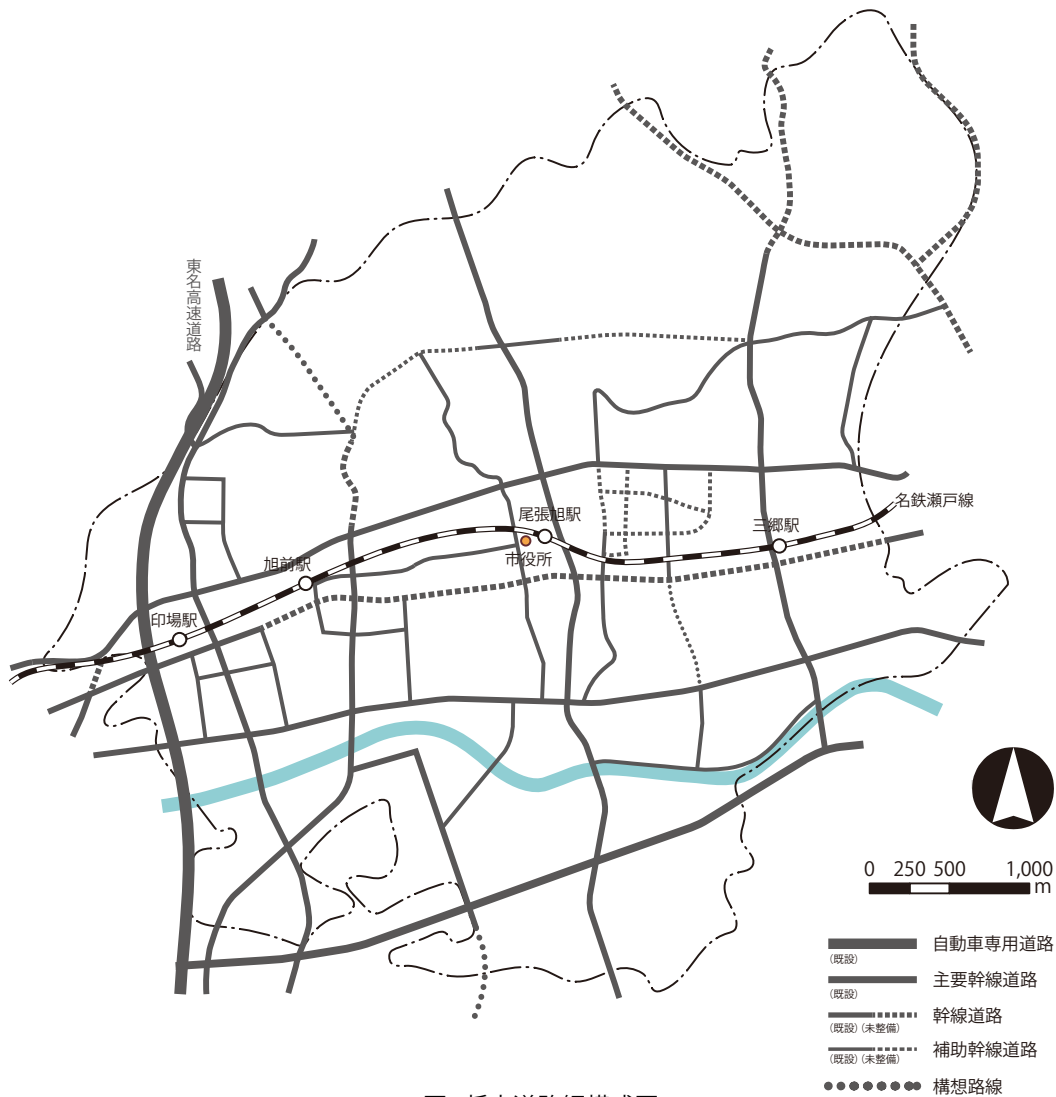 東名高速道路
名鉄瀬戸線
尾張旭駅
三郷駅
市役所
旭前駅
印場駅
0 250 500 1,000
m
自動車専用道路
(既設)
主要幹線道路
(既設)
幹線道路
(既設)(未整備)
補助幹線道路
(既設)(未整備)
構想路線